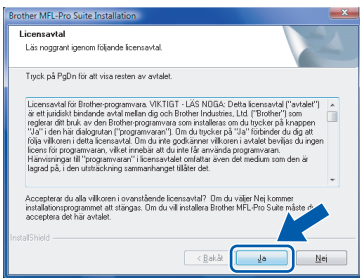 Brother MFL-Pro Suite Installation
Licensavtal
Läs noggrant igenom följande licensavtal.
Tryck på PgDn för att visa resten av avtalet.
Licensavtal för Brother-programvara. VIKTIGT - LÄS NOGA: Detta licensavtal ("avtalet")
är ett juridiskt bindande avtal mellan dig och Brother Industries, Ltd. ("Brother") som
reglerar ditt bruk av den Brother-programvara som installeras om du trycker på knappen
"Ja" i den här dialogrutan ("programvaran"). Om du trycker på "Ja" förbinder du dig att
följa villkoren i detta licensavtal. Om du inte godkänner villkoren i avtalet beviljas du ingen
licens för programvaran, vilket innebär att du inte får använda programvaran.
Hänvisningar till "programvaran" i licensavtalet omfattar även det medium som den är
lagrad på, i den utsträckning sammanhanget tillåter det.
Accepterar du alla villkoren i ovanstående licensavtal? Om du väljer Nej kommer
installationsprogrammet att stängas. Om du vill installera Brother MFL-Pro Suite måste
acceptera det här avtalet.
InstallShield
< Bakåt
Ja
Nej